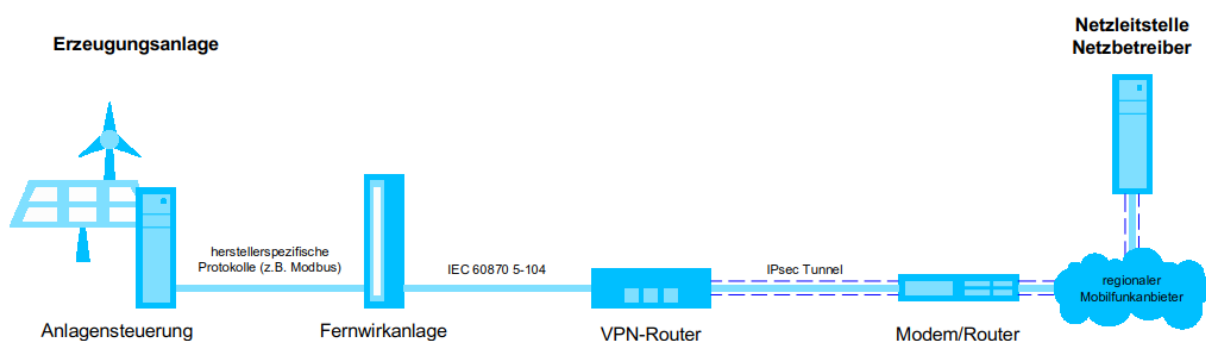 Netzleitstelle
Netzbetreiber
Erzeugungsanlage
herstellerspezifische
Protokolle (z.B. Modbus)
IEC 60870 5-104
IPsec Tunnel
regionaler
Mobilfunkanbieter
Anlagensteuerung
Fernwirkanlage
VPN-Router
Modem/Router